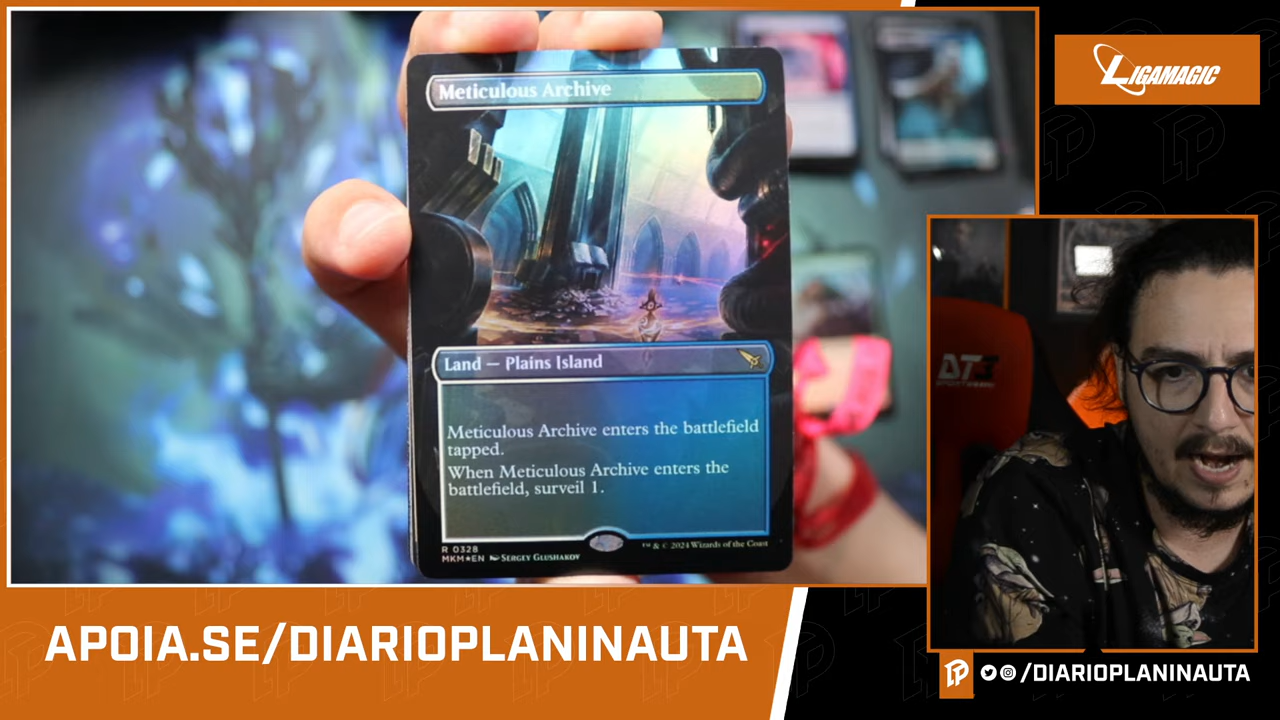 Meticulous Archive
Land — Plains Island
Meticulous Archive enters the battlefield
tapped.
When Meticulous Archive enters the
battlefield, surveil 1.
R 0328
MKM★EN SERGEY GLUSHAKOV
™ & © 2024 Wizards of the Coast
LIGAMAGIC
DT3
APOIA.SE/DIARIOPLANINAUTA
/DIARIOPLANINAUTA